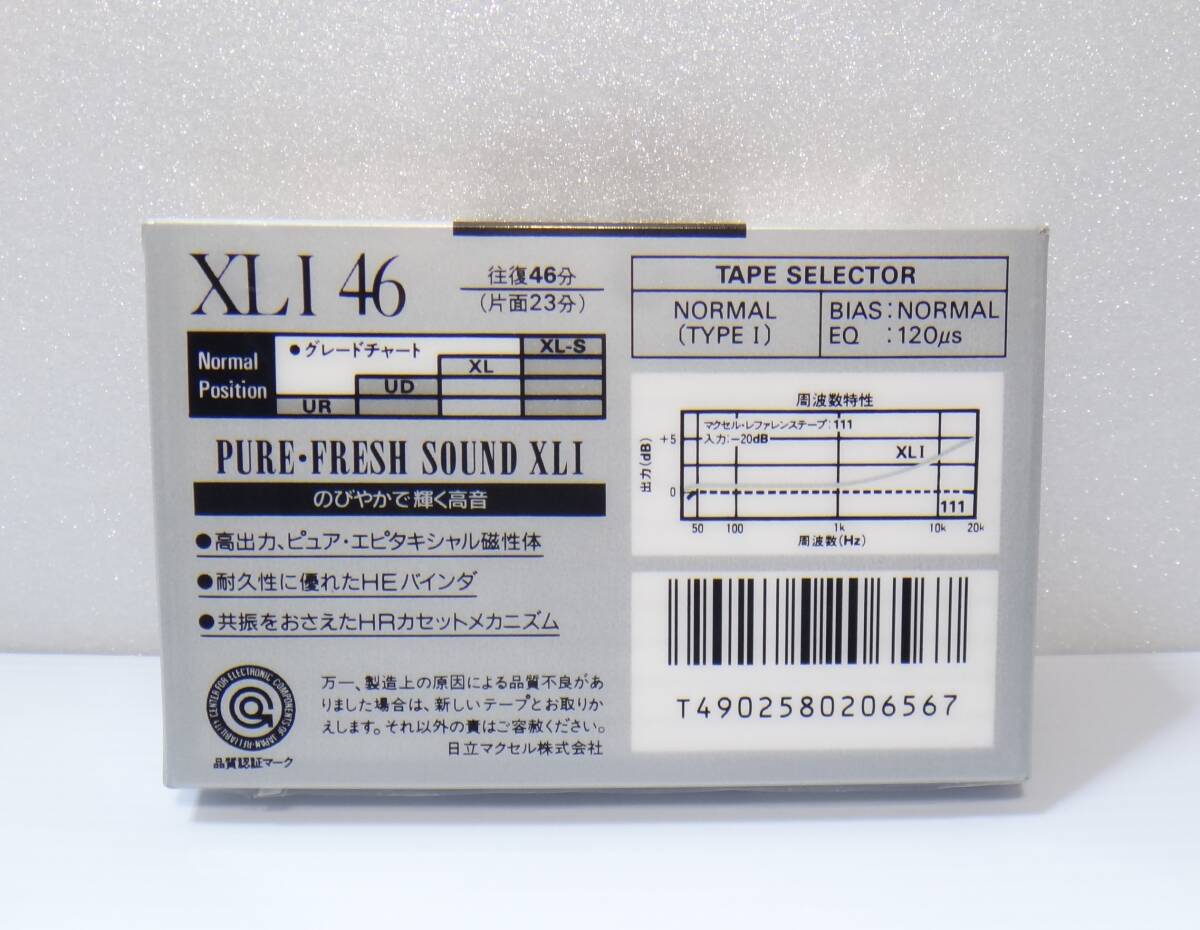 XL I 46
往復46分
(片面23分)
Normal
Position
●グレードチャート
XL-S
XL
UD
UR
PURE・FRESH SOUND XL I
のびやかで輝く高音
●高出力、ピュア・エピタキシャル磁性体
●耐久性に優れたHEバインダ
●共振をおさえたHRカセットメカニズム
RELIABILITY CENTER FOR ELECTRONIC COMPONENTS OF JAPAN
品質認証マーク
万一、製造上の原因による品質不良があ
りました場合は、新しいテープとお取りか
えします。それ以外の責はご容赦ください。
日立マクセル株式会社
TAPE SELECTOR
NORMAL
(TYPE I)
BIAS:NORMAL
EQ :120μs
周波数特性
マクセル・レファレンステープ:111
入力:−20dB
XL I
111
出力(dB)
+5
0
50 100 1k 10k 20k
周波数(Hz)
T4902580206567